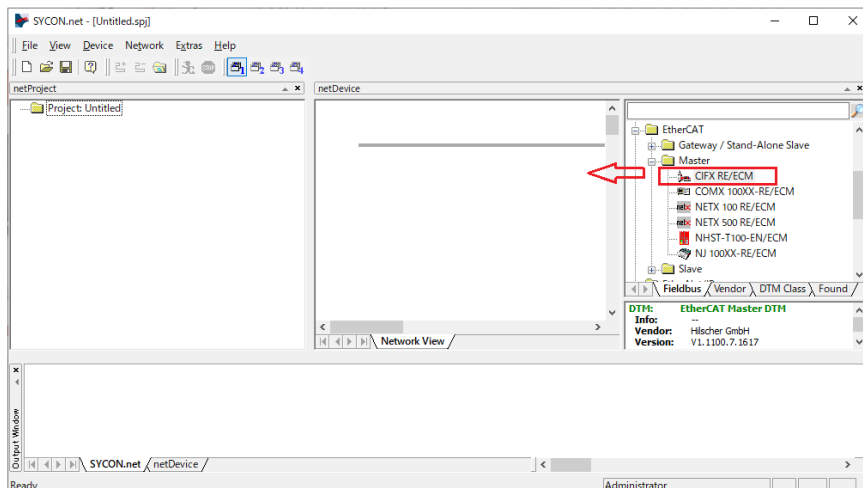 SYCON.net - [Untitled.spj]
File View Device Network Extras Help
netProject
netDevice
Project: Untitled
EtherCAT
Gateway / Stand-Alone Slave
Master
CIFX RE/ECM
COMX 100XX-RE/ECM
NETX 100 RE/ECM
NETX 500 RE/ECM
NHST-T100-EN/ECM
NJ 100XX-RE/ECM
Slave
Fieldbus Vendor DTM Class Found
DTM: EtherCAT Master DTM
Info: --
Vendor: Hilscher GmbH
Version: V1.1100.7.1617
Network View
Output Window
SYCON.net netDevice
Ready
Administrator